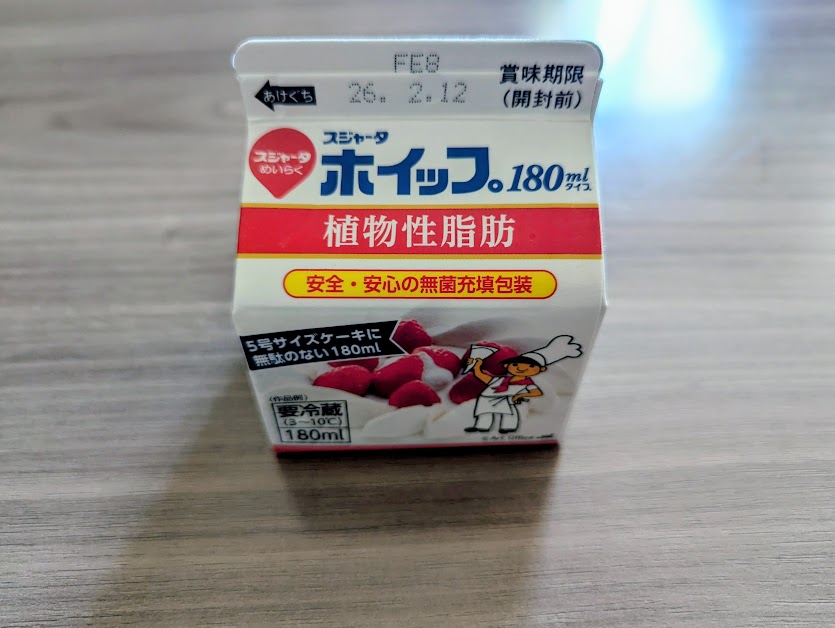 FE8
26. 2.12
賞味期限
(開封前)
あけぐち
スジャータ
めいらく
スジャータ
ホイップ。180ml
タイプ
植物性脂肪
安全・安心の無菌充填包装
5号サイズケーキに
無駄のない180ml
(作品例)
要冷蔵
(3~10℃)
180ml